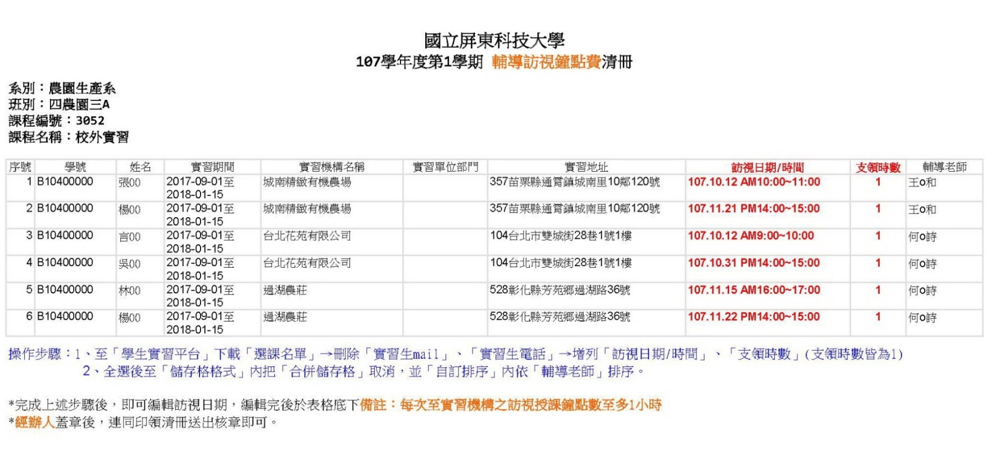 國立屏東科技大學
107學年度第1學期 輔導訪視鐘點費清冊
系別：農園生產系
班別：四農園三A
課程編號：3052
課程名稱：校外實習
序號 學號 姓名 實習期間 實習機構名稱 實習單位部門 實習地址 訪視日期/時間 支領時數 輔導老師
1 B10400000 張00 2017-09-01至 城南精緻有機農場 357苗栗縣通霄鎮城南里10鄰120號 107.10.12 AM10:00~11:00 1 王o和
2018-01-15
2 B10400000 楊00 2017-09-01至 城南精緻有機農場 357苗栗縣通霄鎮城南里10鄰120號 107.11.21 PM14:00~15:00 1 王o和
2018-01-15
3 B10400000 言00 2017-09-01至 台北花苑有限公司 104台北市雙城街28巷1號1樓 107.10.12 AM9:00~10:00 1 何o詩
2018-01-15
4 B10400000 吳00 2017-09-01至 台北花苑有限公司 104台北市雙城街28巷1號1樓 107.10.31 PM14:00~15:00 1 何o詩
2018-01-15
5 B10400000 林00 2017-09-01至 過湖農莊 528彰化縣芳苑鄉過湖路36號 107.11.15 AM16:00~17:00 1 何o詩
2018-01-15
6 B10400000 楊00 2017-09-01至 過湖農莊 528彰化縣芳苑鄉過湖路36號 107.11.22 PM14:00~15:00 1 何o詩
2018-01-15
操作步驟：1、至「學生實習平台」下載「選課名單」→刪除「實習生mail」、「實習生電話」→增列「訪視日期/時間」、「支領時數」(支領時數皆為1)
2、全選後至「儲存格格式」內把「合併儲存格」取消，並「自訂排序」內依「輔導老師」排序。
*完成上述步驟後，即可編輯訪視日期，編輯完後於表格底下備註：每次至實習機構之訪視授課鐘點數至多1小時
*經辦人蓋章後，連同印領清冊送出核章即可。